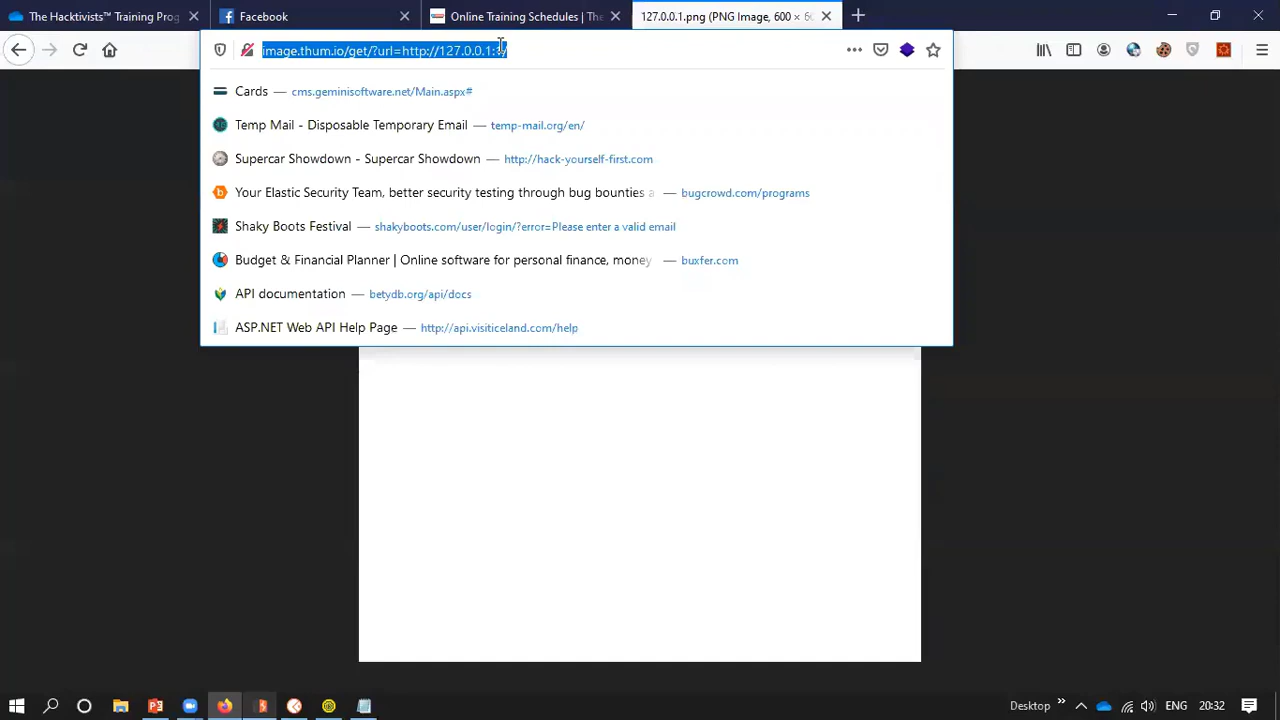 The Hacktivists™ Training Prog
Facebook
Online Training Schedules | The
127.0.0.1.png (PNG Image, 600 × 6
image.thum.io/get/?url=http://127.0.0.1:
Cards — cms.geminisoftware.net/Main.aspx#
Temp Mail - Disposable Temporary Email — temp-mail.org/en/
Supercar Showdown - Supercar Showdown — http://hack-yourself-first.com
Your Elastic Security Team, better security testing through bug bounties a — bugcrowd.com/programs
Shaky Boots Festival — shakyboots.com/user/login/?error=Please enter a valid email
Budget & Financial Planner | Online software for personal finance, money — buxfer.com
API documentation — betydb.org/api/docs
ASP.NET Web API Help Page — http://api.visiticeland.com/help
Desktop
ENG
20:32